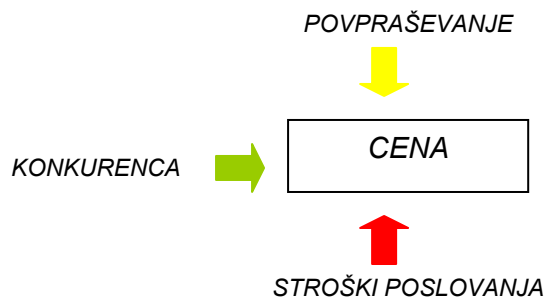 POVPRAŠEVANJE
CENA
KONKURENCA
STROŠKI POSLOVANJA